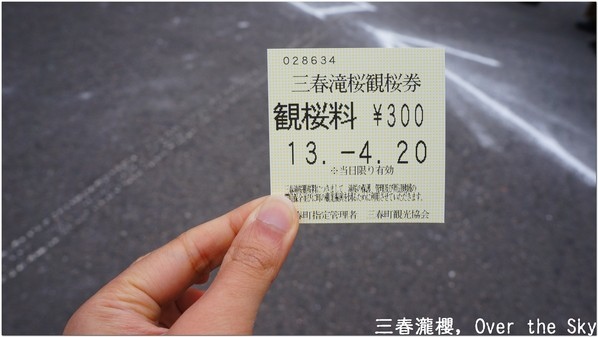 028634
三春滝桜観桜券
観桜料 ¥300
13.-4.20
※当日限り有効
春町指定管理者 三春町観光協会
三春瀧櫻, Over the Sky